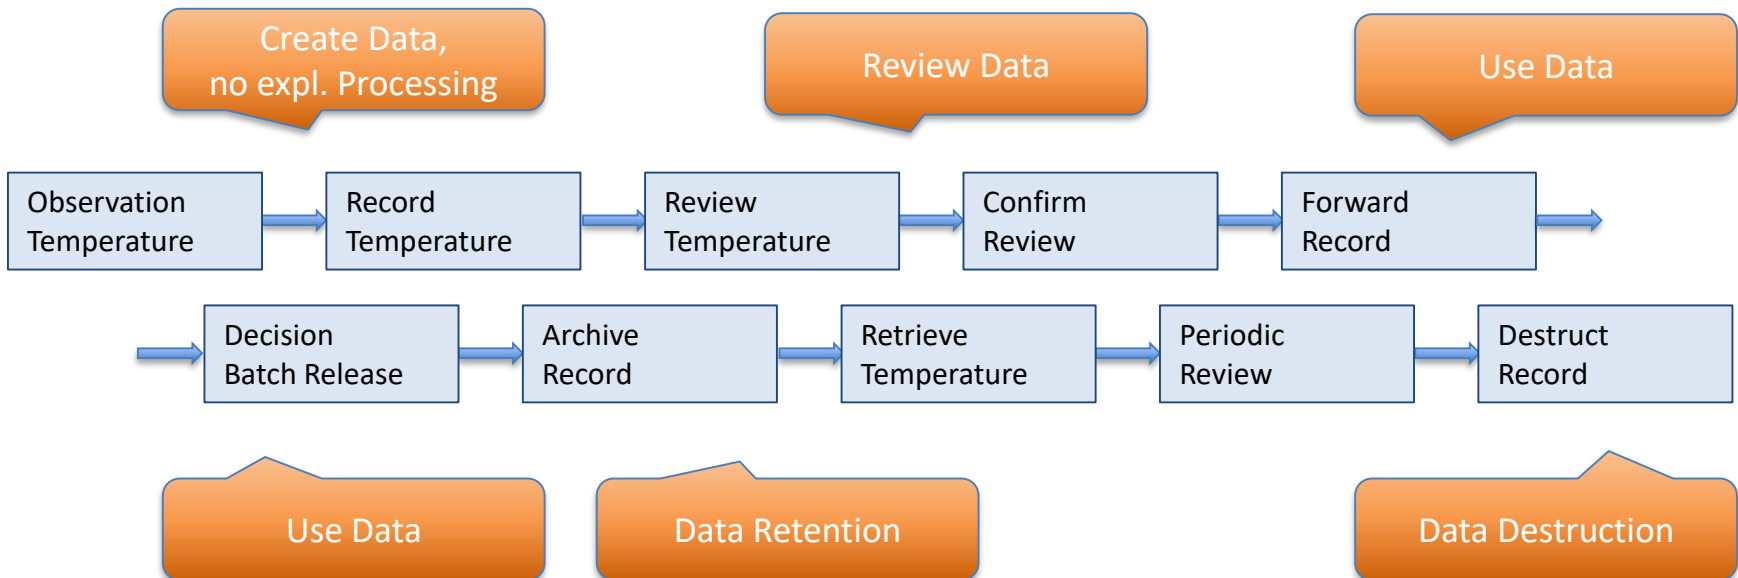 Create Data,
no expl. Processing
Review Data
Use Data
Observation
Temperature
Record
Temperature
Review
Temperature
Confirm
Review
Forward
Record
Decision
Batch Release
Archive
Record
Retrieve
Temperature
Periodic
Review
Destruct
Record
Use Data
Data Retention
Data Destruction